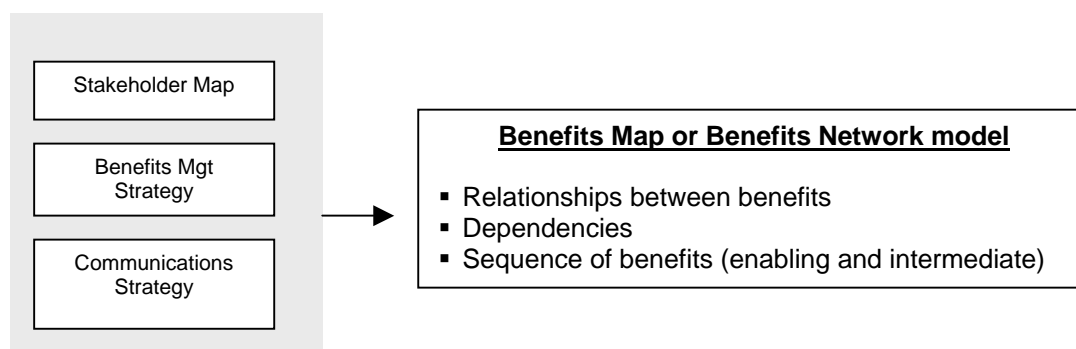 Stakeholder Map
Benefits Mgt
Strategy
Communications
Strategy
Benefits Map or Benefits Network model
▪ Relationships between benefits
▪ Dependencies
▪ Sequence of benefits (enabling and intermediate)